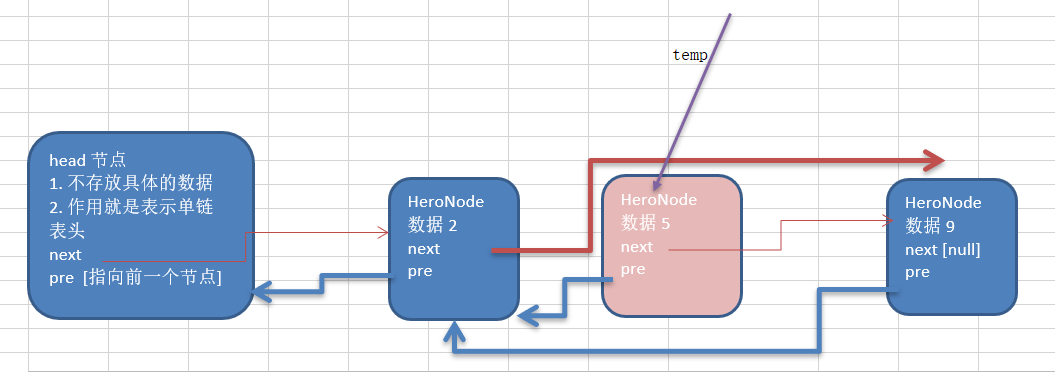 temp
head 节点
1. 不存放具体的数据
2. 作用就是表示单链
表头
next
pre [指向前一个节点]
HeroNode
数据 2
next
pre
HeroNode
数据 5
next
pre
HeroNode
数据 9
next [null]
pre